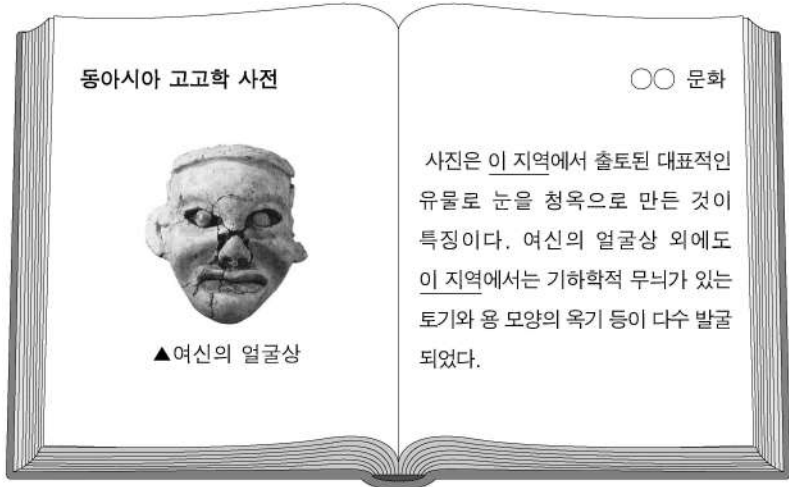 동아시아 고고학 사전
▲여신의 얼굴상
○○ 문화
사진은 이 지역에서 출토된 대표적인
유물로 눈을 청옥으로 만든 것이
특징이다. 여신의 얼굴상 외에도
이 지역에서는 기하학적 무늬가 있는
토기와 용 모양의 옥기 등이 다수 발굴
되었다.